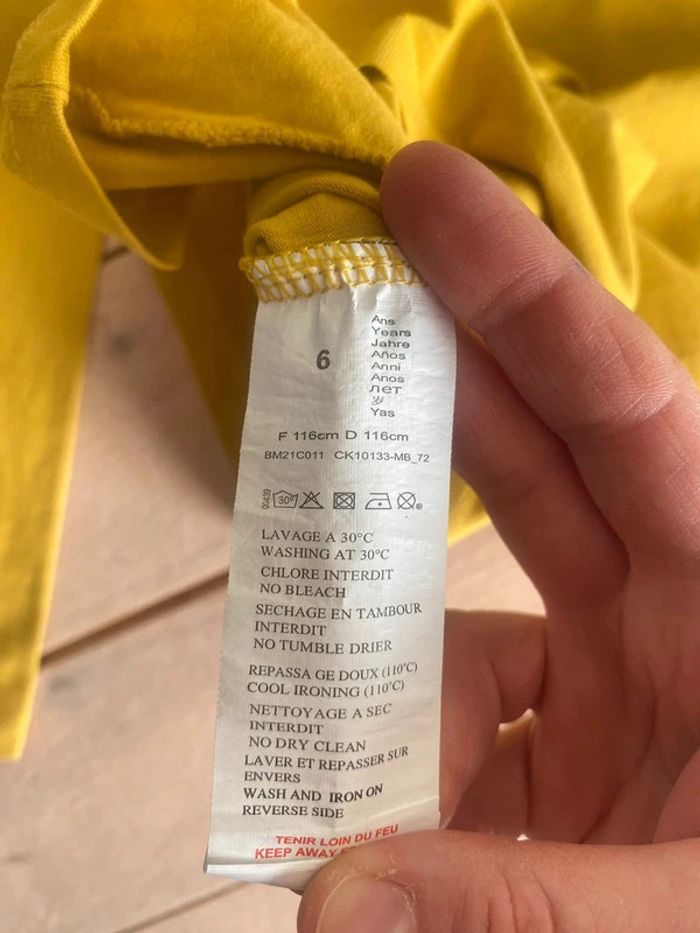 6
Ans
Years
Jahre
Años
Anni
Anos
лет
岁
Yas
F 116cm D 116cm
BM21C011 CK10133-MB_72
90439
30°
LAVAGE A 30°C
WASHING AT 30°C
CHLORE INTERDIT
NO BLEACH
SECHAGE EN TAMBOUR
INTERDIT
NO TUMBLE DRIER
REPASSA GE DOUX (110°C)
COOL IRONING (110°C)
NETTOYAGE A SEC
INTERDIT
NO DRY CLEAN
LAVER ET REPASSER SUR
ENVERS
WASH AND IRON ON
REVERSE SIDE
TENIR LOIN DU FEU
KEEP AWAY